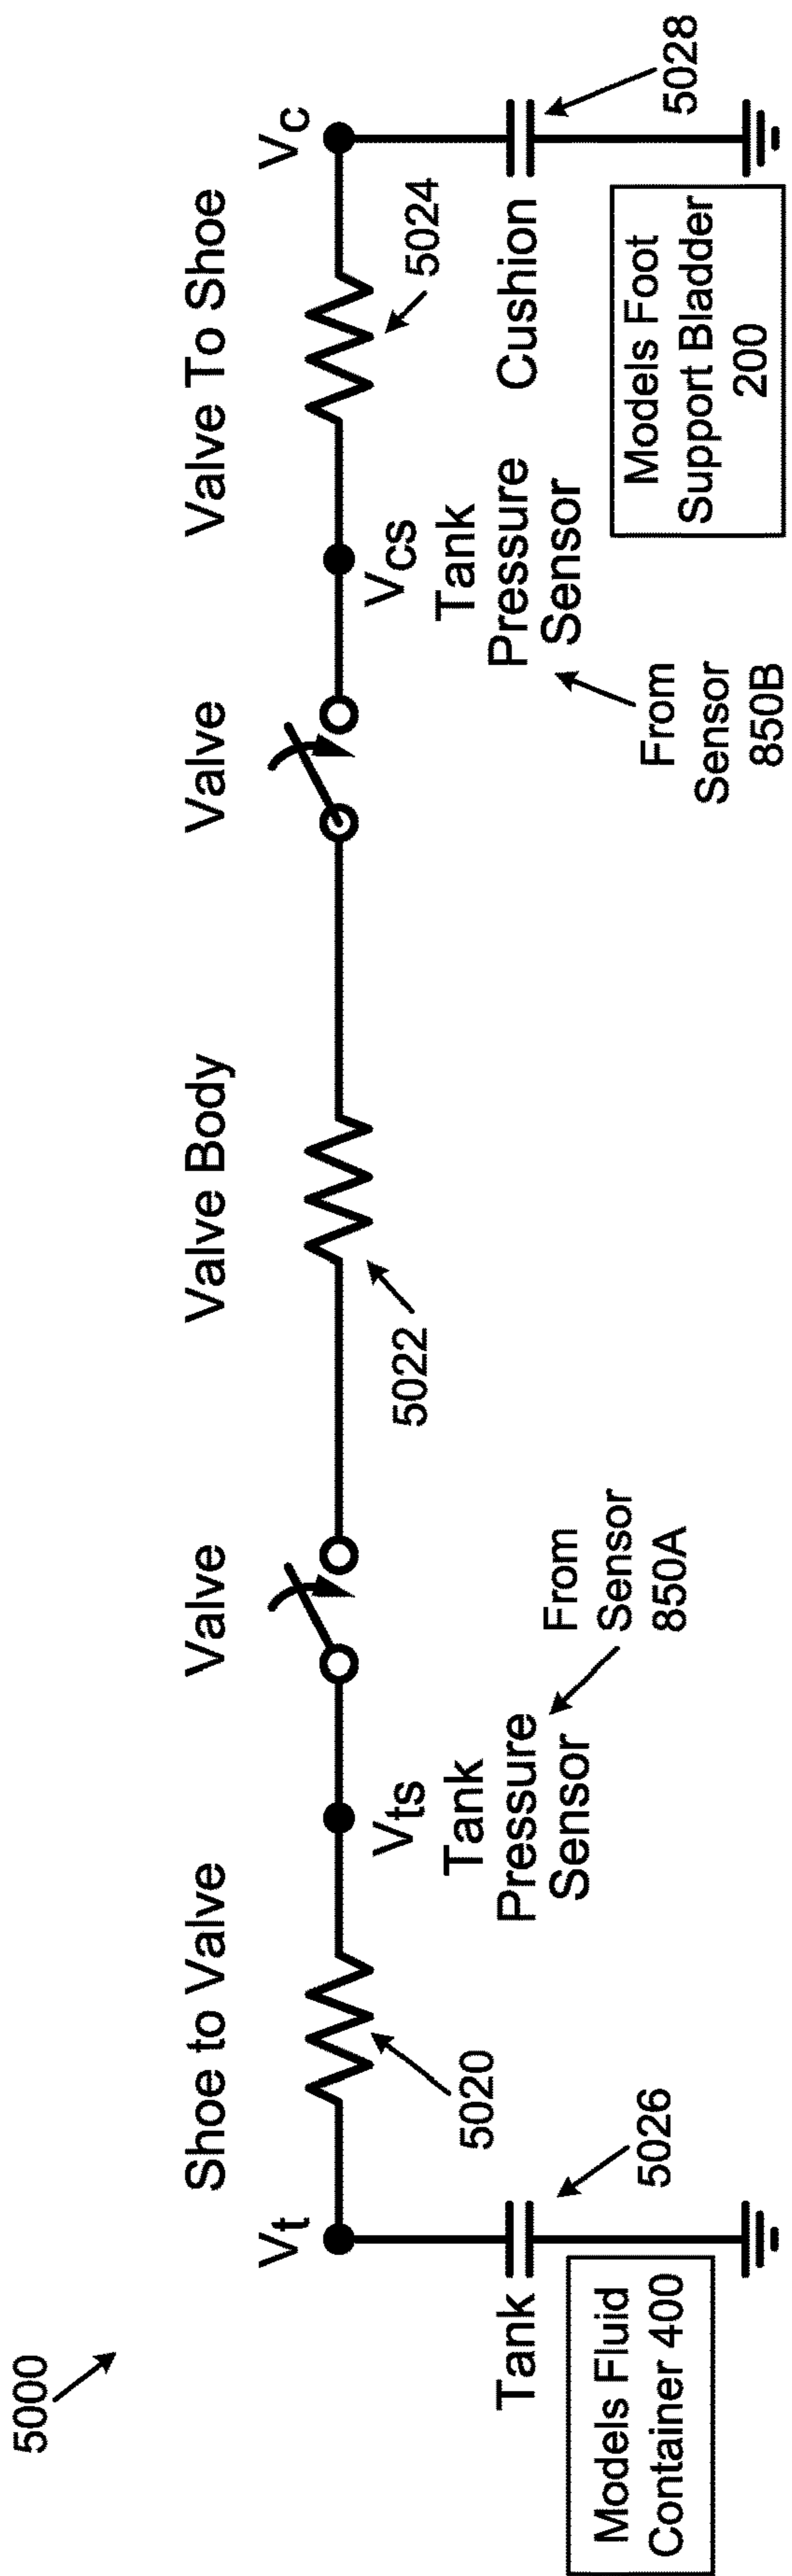 5000
Shoe to Valve
Valve
Valve Body
Valve
Valve To Shoe
Vt
Vc
5020
Vts
Tank
Pressure
Sensor
From
Sensor
850A
5022
Vcs
Tank
Pressure
Sensor
From
Sensor
850B
5024
Tank
5026
Models Fluid
Container 400
Cushion
5028
Models Foot
Support Bladder
200